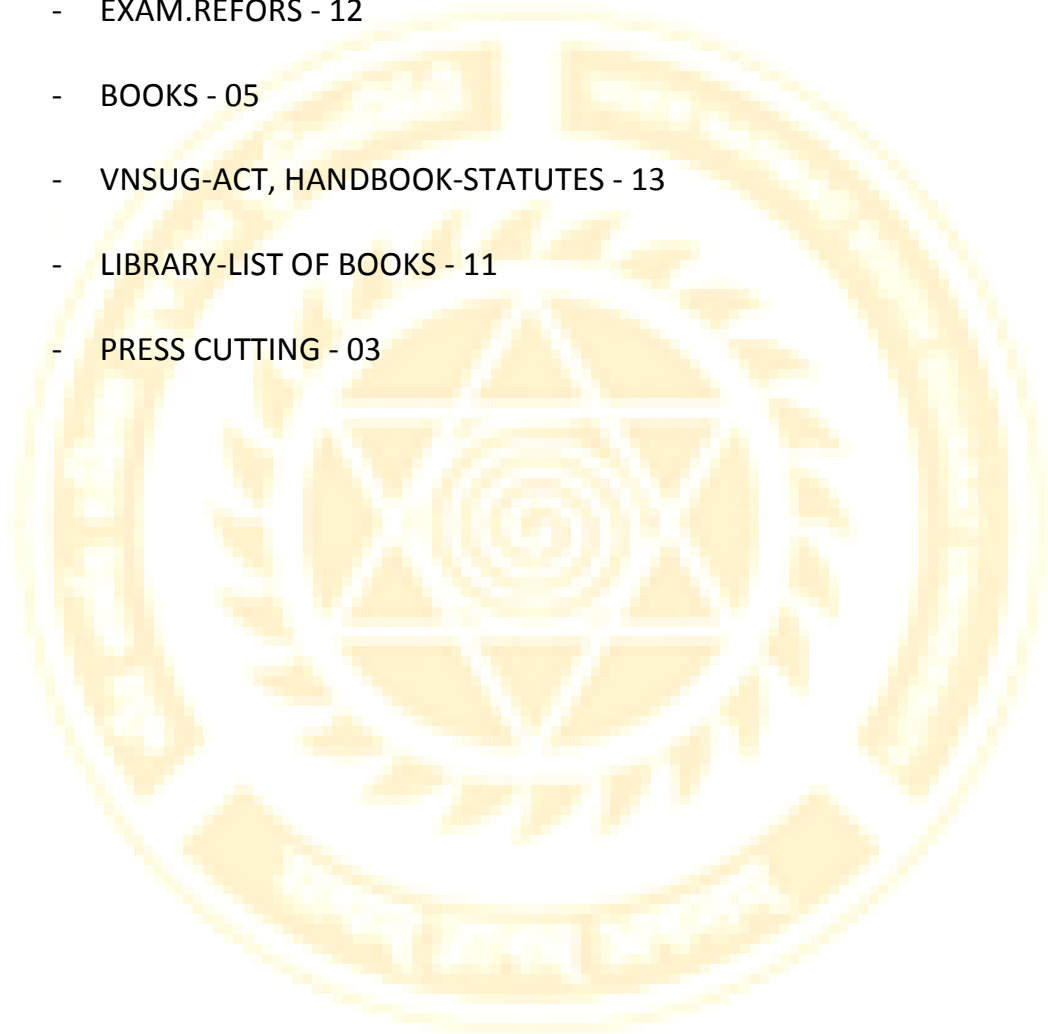 - EXAM.REFORS - 12
- BOOKS - 05
- VNSUG-ACT, HANDBOOK-STATUTES - 13
- LIBRARY-LIST OF BOOKS - 11
- PRESS CUTTING - 03